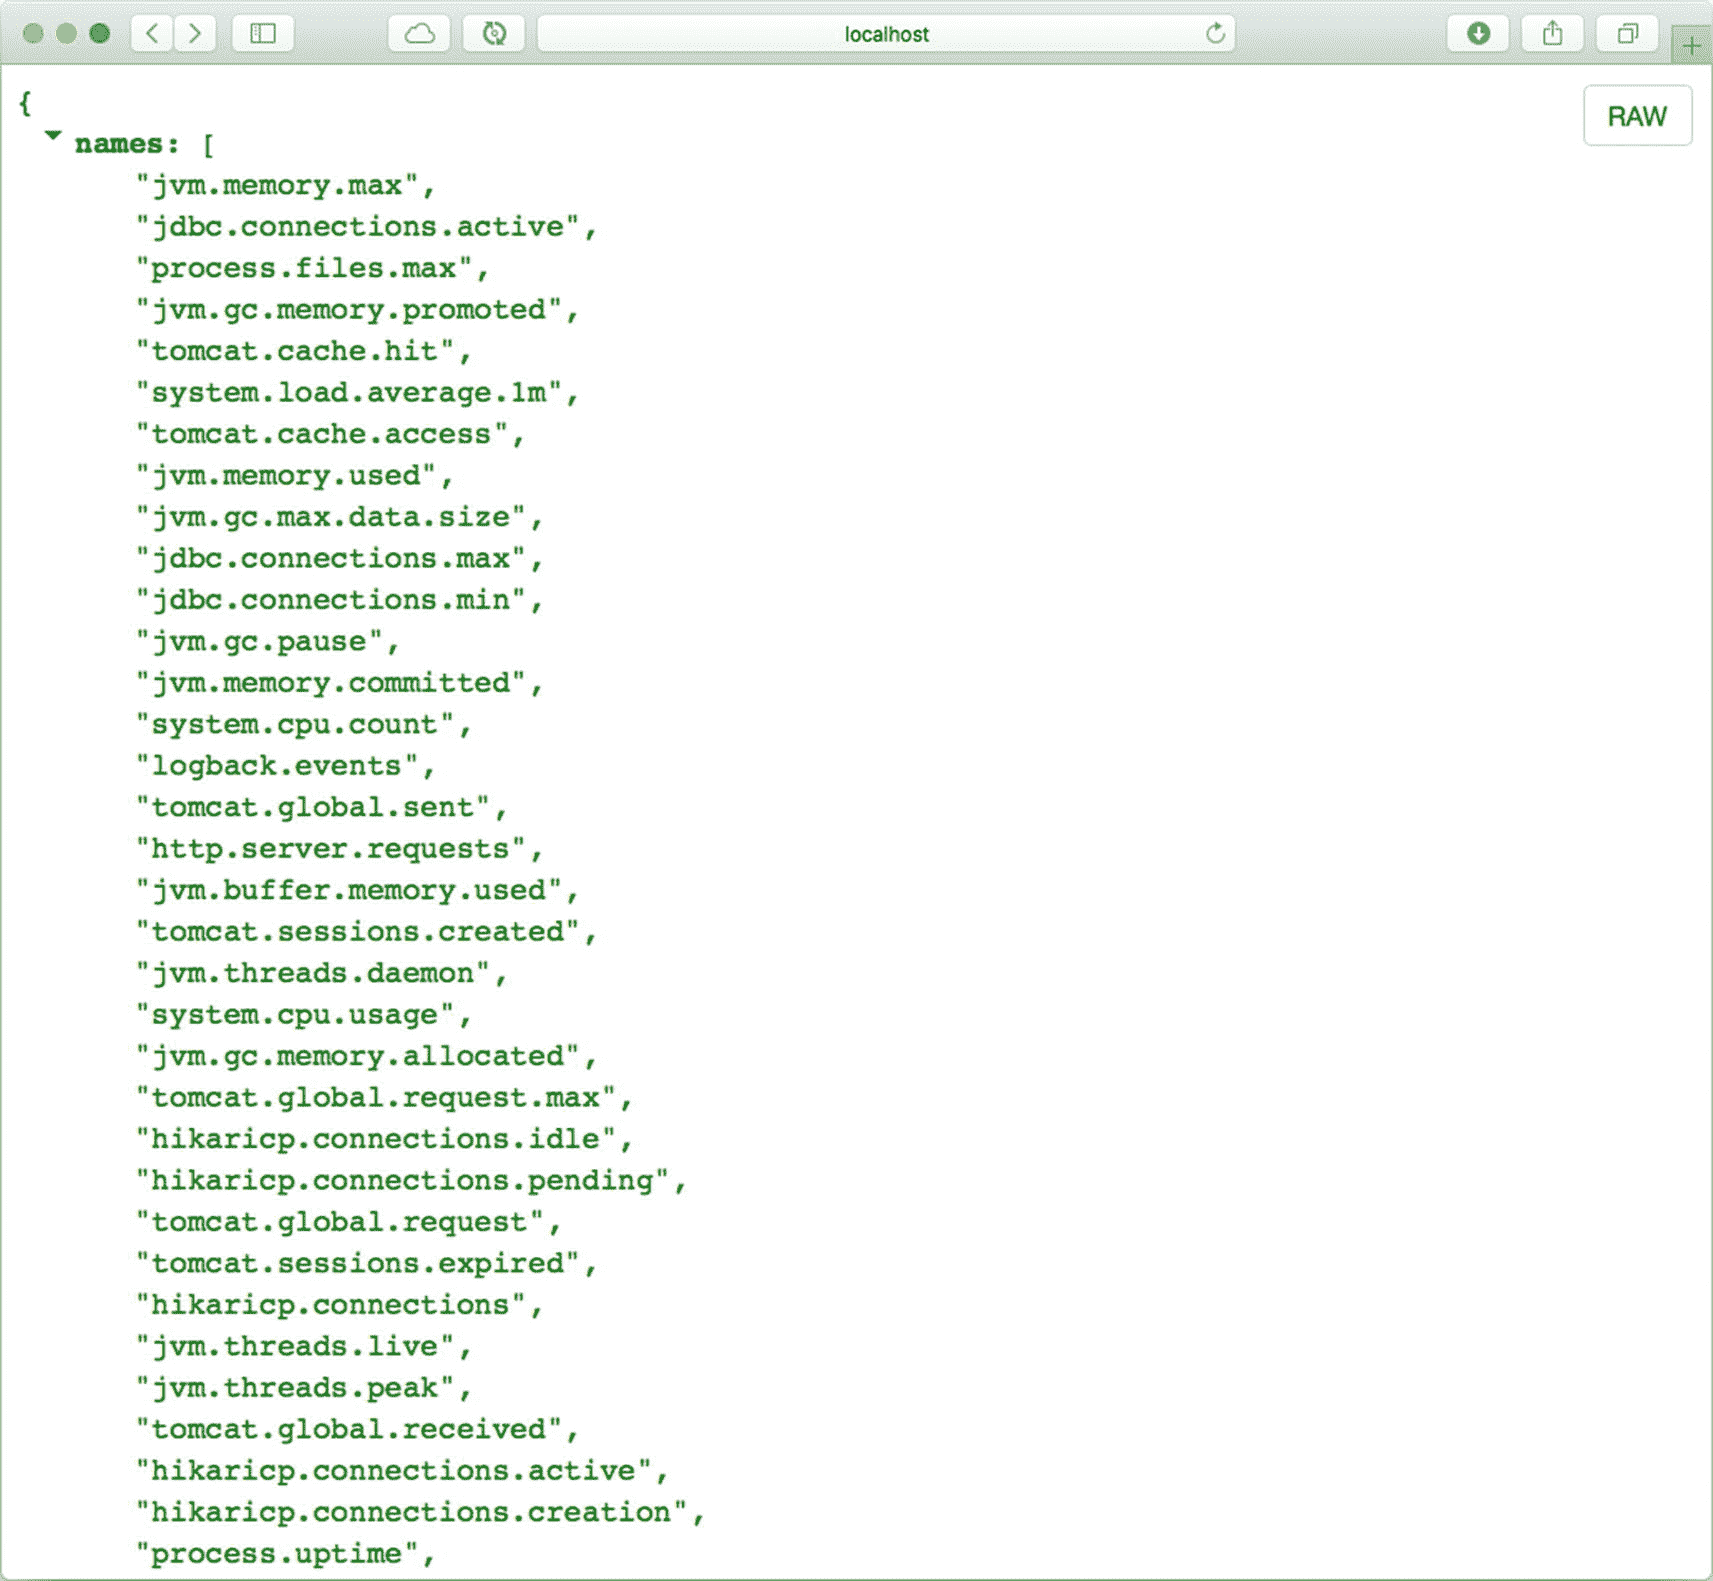 localhost
RAW
{
names: [
"jvm.memory.max",
"jdbc.connections.active",
"process.files.max",
"jvm.gc.memory.promoted",
"tomcat.cache.hit",
"system.load.average.1m",
"tomcat.cache.access",
"jvm.memory.used",
"jvm.gc.max.data.size",
"jdbc.connections.max",
"jdbc.connections.min",
"jvm.gc.pause",
"jvm.memory.committed",
"system.cpu.count",
"logback.events",
"tomcat.global.sent",
"http.server.requests",
"jvm.buffer.memory.used",
"tomcat.sessions.created",
"jvm.threads.daemon",
"system.cpu.usage",
"jvm.gc.memory.allocated",
"tomcat.global.request.max",
"hikaricp.connections.idle",
"hikaricp.connections.pending",
"tomcat.global.request",
"tomcat.sessions.expired",
"hikaricp.connections",
"jvm.threads.live",
"jvm.threads.peak",
"tomcat.global.received",
"hikaricp.connections.active",
"hikaricp.connections.creation",
"process.uptime",